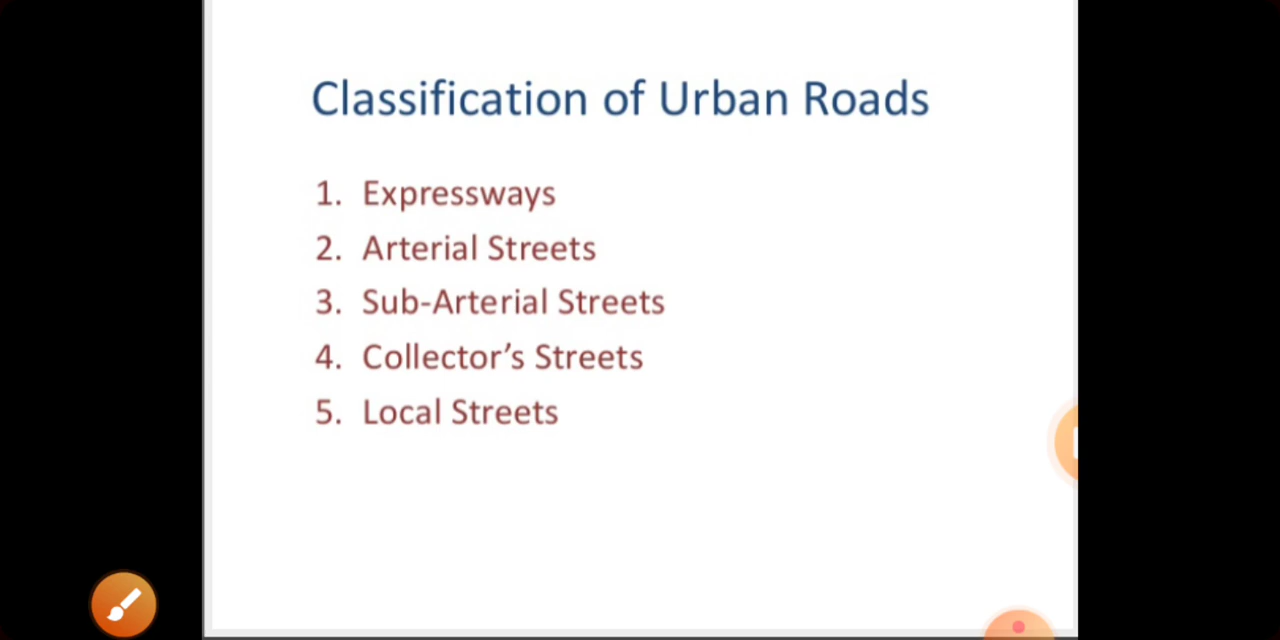 Classification of Urban Roads
1. Expressways
2. Arterial Streets
3. Sub-Arterial Streets
4. Collector’s Streets
5. Local Streets